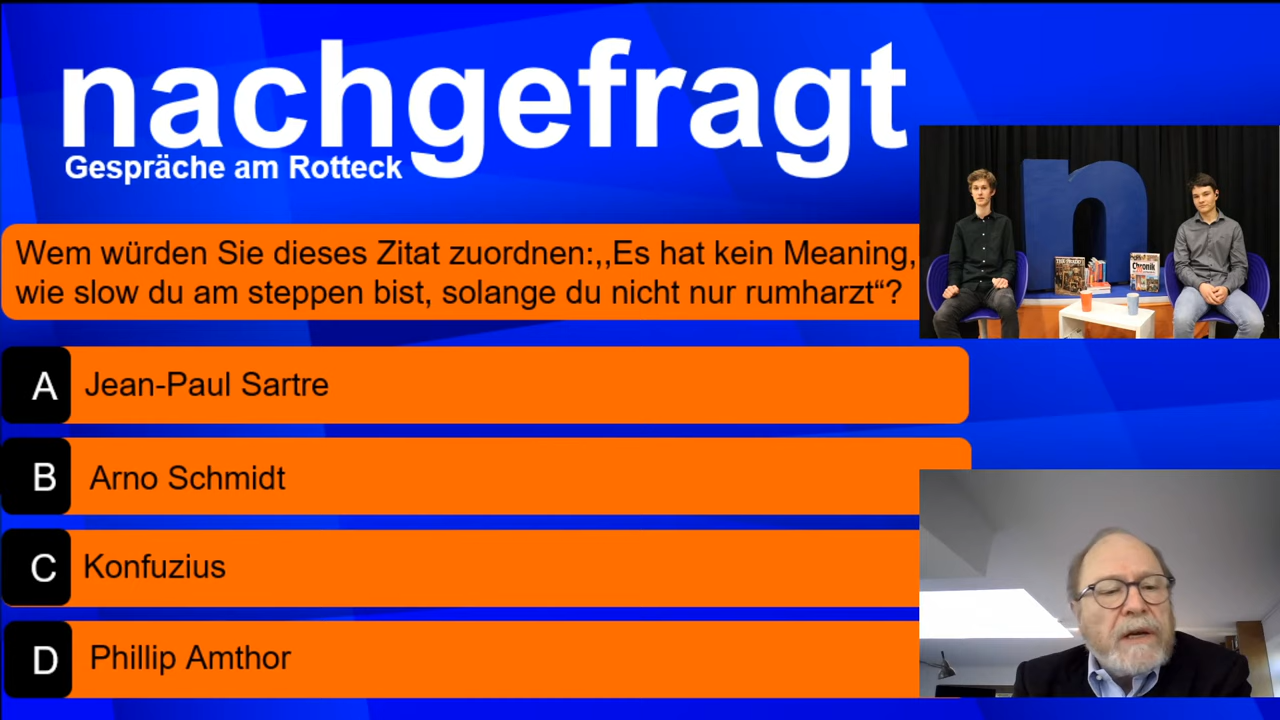 nachgefragt
Gespräche am Rotteck
Wem würden Sie dieses Zitat zuordnen:,,Es hat kein Meaning,
wie slow du am steppen bist, solange du nicht nur rumharzt“?
A Jean-Paul Sartre
B Arno Schmidt
C Konfuzius
D Phillip Amthor
n
Chronik